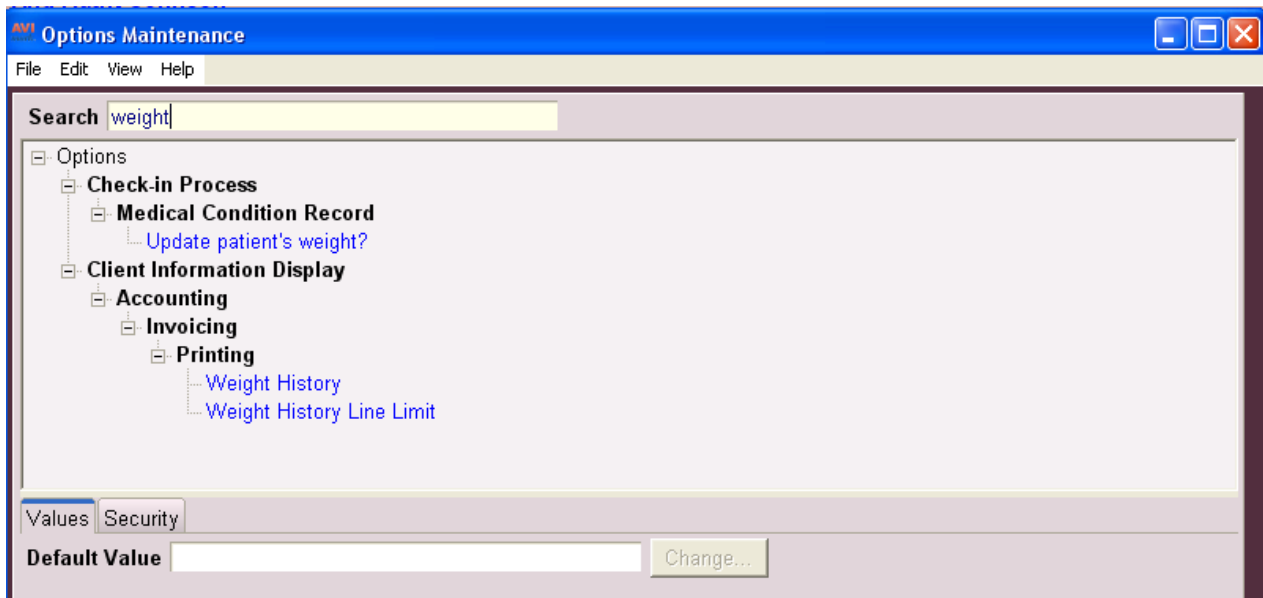 AVI Options Maintenance
File Edit View Help
Search weight
Options
Check-in Process
Medical Condition Record
Update patient's weight?
Client Information Display
Accounting
Invoicing
Printing
Weight History
Weight History Line Limit
Values Security
Default Value Change...